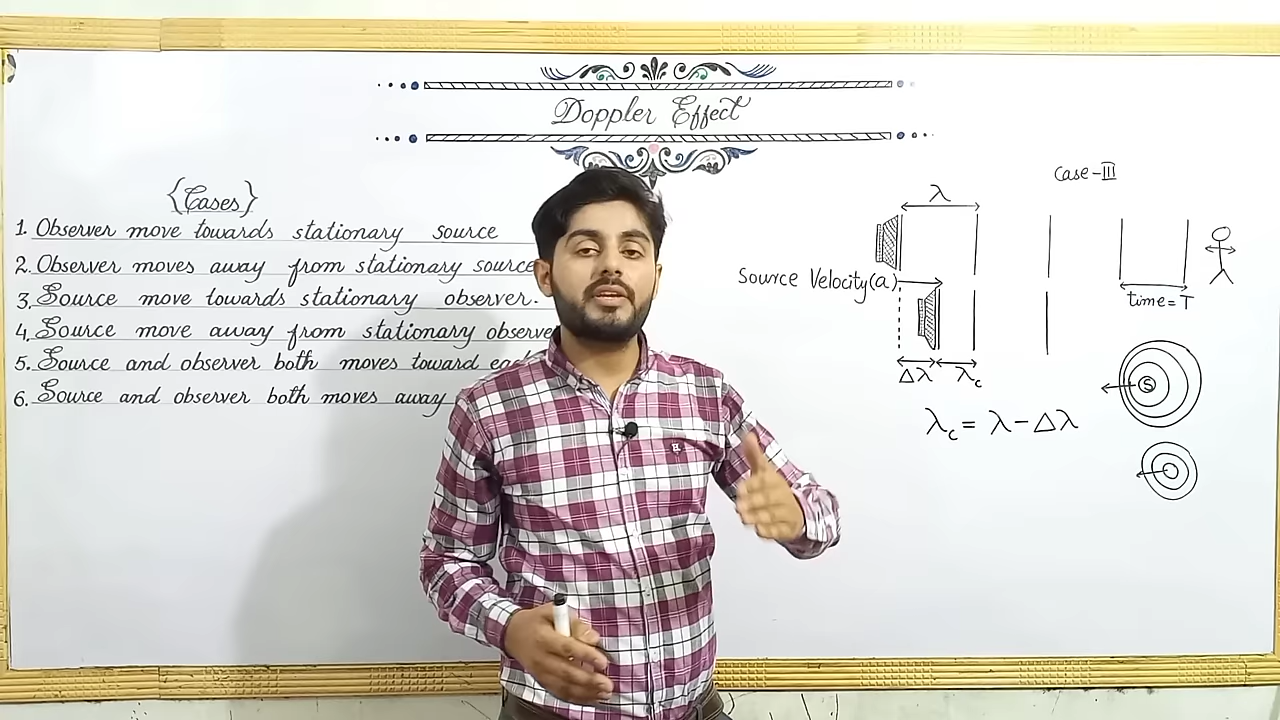 Doppler Effect
{Cases}
1. Observer move towards stationary source
2. Observer moves away from stationary source
3. Source move towards stationary observer.
4. Source move away from stationary observe
5. Source and observer both moves toward ea
6. Source and observer both moves away
Case-III
λ
Source Velocity(a)
time=T
Δλ λc
λc = λ-Δλ
S